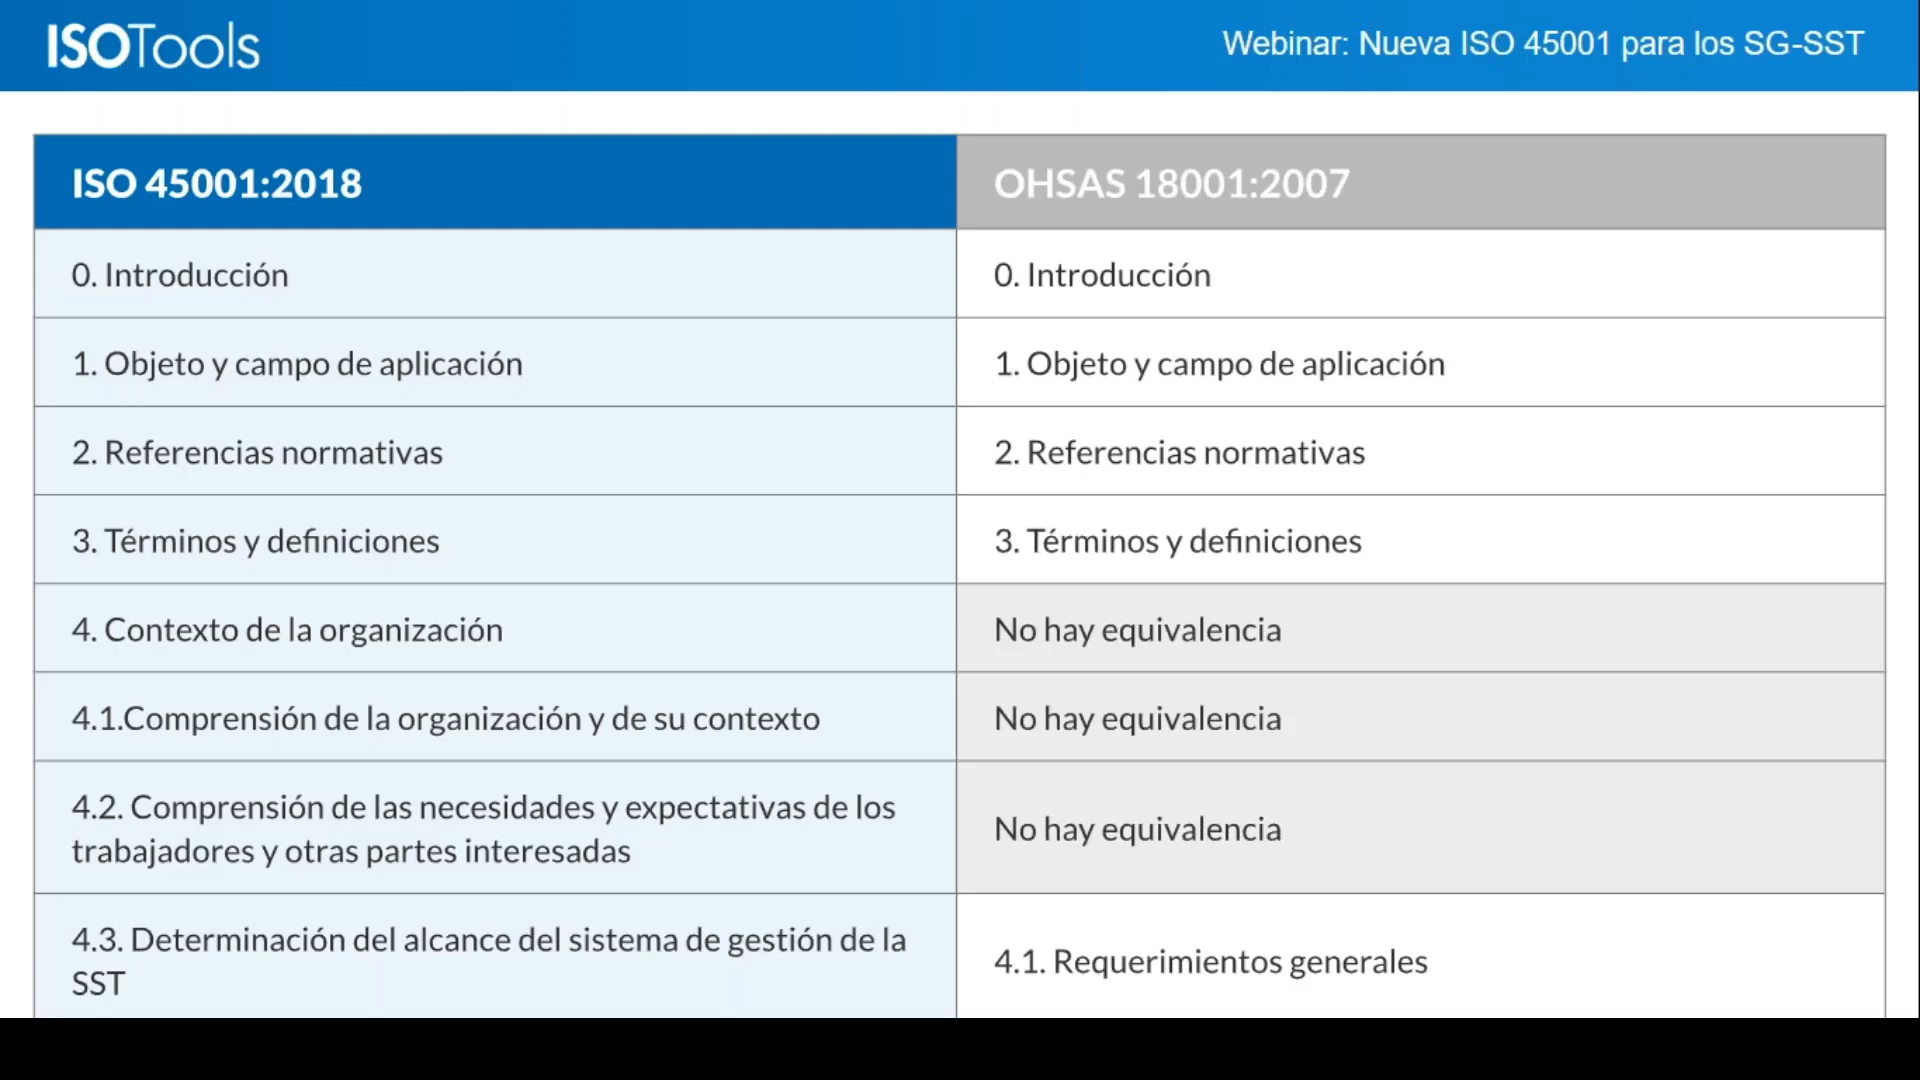 ISOTools
Webinar: Nueva ISO 45001 para los SG-SST
ISO 45001:2018
OHSAS 18001:2007
0. Introducción
0. Introducción
1. Objeto y campo de aplicación
1. Objeto y campo de aplicación
2. Referencias normativas
2. Referencias normativas
3. Términos y definiciones
3. Términos y definiciones
4. Contexto de la organización
No hay equivalencia
4.1.Comprensión de la organización y de su contexto
No hay equivalencia
4.2. Comprensión de las necesidades y expectativas de los
trabajadores y otras partes interesadas
No hay equivalencia
4.3. Determinación del alcance del sistema de gestión de la
SST
4.1. Requerimientos generales